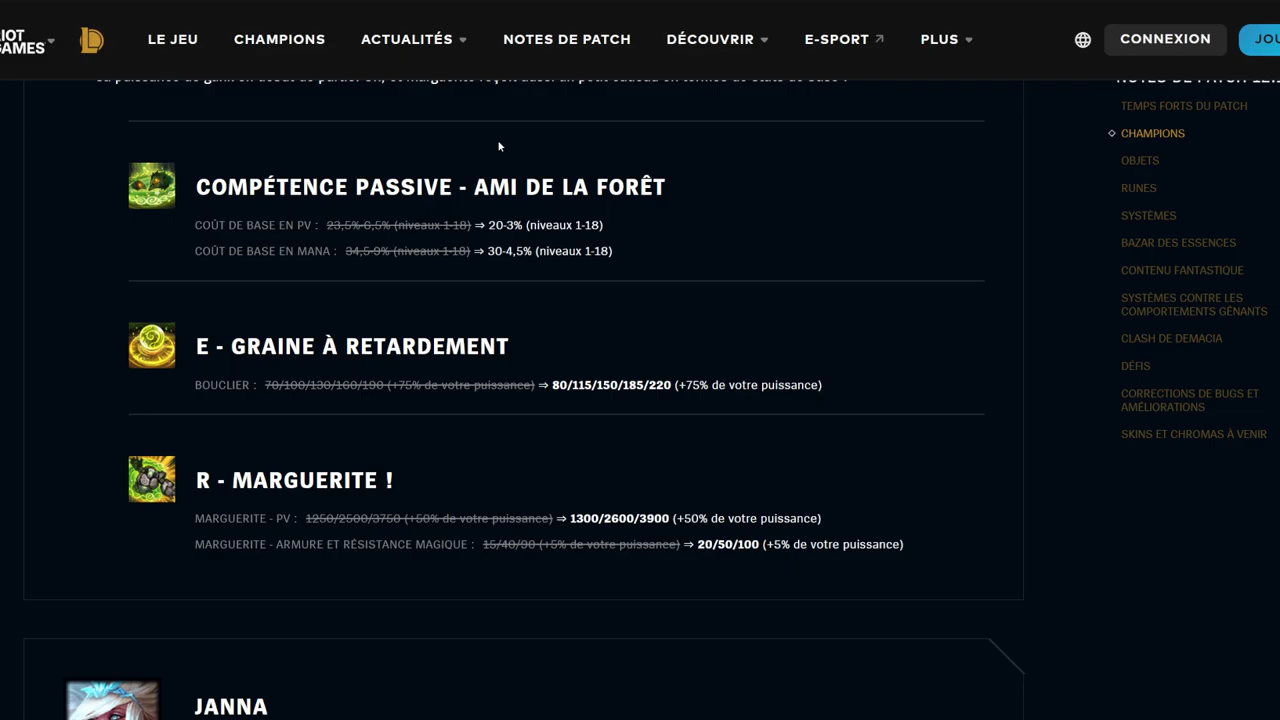 RIOT
GAMES
LE JEU
CHAMPIONS
ACTUALITÉS
NOTES DE PATCH
DÉCOUVRIR
E-SPORT
PLUS
CONNEXION
JOU
NOTES DE PATCH
TEMPS FORTS DU PATCH
CHAMPIONS
OBJETS
RUNES
SYSTÈMES
BAZAR DES ESSENCES
CONTENU FANTASTIQUE
SYSTÈMES CONTRE LES
COMPORTEMENTS GÊNANTS
CLASH DE DEMACIA
DÉFIS
CORRECTIONS DE BUGS ET
AMÉLIORATIONS
SKINS ET CHROMAS À VENIR
COMPÉTENCE PASSIVE - AMI DE LA FORÊT
COÛT DE BASE EN PV : 23,5%-6,5% (niveaux 1-18) ⇒ 20-3% (niveaux 1-18)
COÛT DE BASE EN MANA : 34,5-9% (niveaux 1-18) ⇒ 30-4,5% (niveaux 1-18)
E - GRAINE À RETARDEMENT
BOUCLIER : 70/100/130/160/190 (+75% de votre puissance) ⇒ 80/115/150/185/220 (+75% de votre puissance)
R - MARGUERITE !
MARGUERITE - PV : 1250/2500/3750 (+50% de votre puissance) ⇒ 1300/2600/3900 (+50% de votre puissance)
MARGUERITE - ARMURE ET RÉSISTANCE MAGIQUE : 15/40/90 (+5% de votre puissance) ⇒ 20/50/100 (+5% de votre puissance)
JANNA